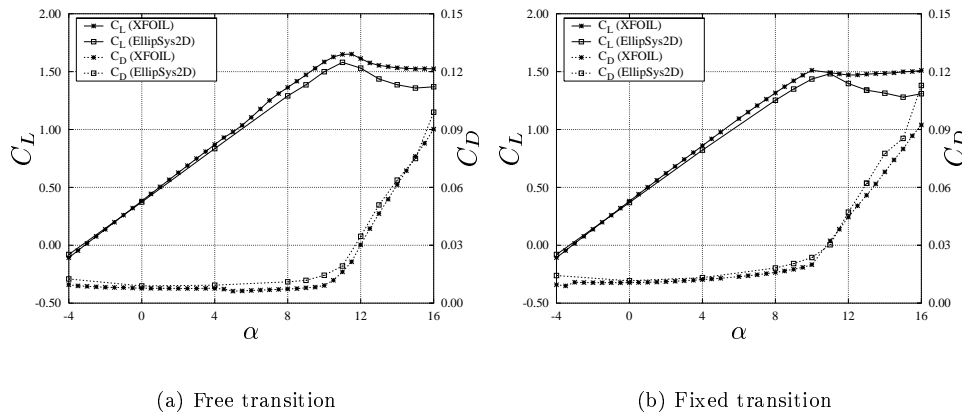 C_L (XFOIL)
C_L (EllipSys2D)
C_D (XFOIL)
C_D (EllipSys2D)
2.00
1.50
1.00
0.50
0.00
-0.50
C_L
0.15
0.12
0.09
0.06
0.03
0.00
C_D
-4 0 4 8 12 16
α
(a) Free transition
C_L (XFOIL)
C_L (EllipSys2D)
C_D (XFOIL)
C_D (EllipSys2D)
2.00
1.50
1.00
0.50
0.00
-0.50
C_L
0.15
0.12
0.09
0.06
0.03
0.00
C_D
-4 0 4 8 12 16
α
(b) Fixed transition